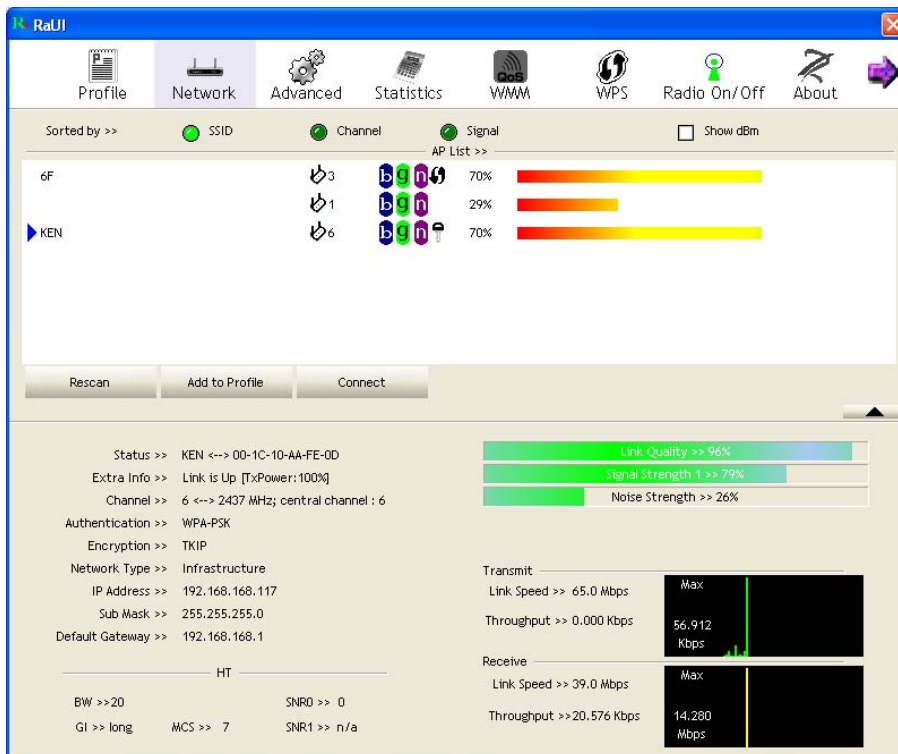 RaUI
Profile Network Advanced Statistics WMM WPS Radio On/Off About
QoS
Sorted by >> SSID Channel Signal Show dBm
AP List >>
6F 3 b g n 70%
1 b g n 29%
KEN 6 b g n 70%
Rescan Add to Profile Connect
Status >> KEN <--> 00-1C-10-AA-FE-0D
Extra Info >> Link is Up [TxPower:100%]
Channel >> 6 <--> 2437 MHz; central channel : 6
Authentication >> WPA-PSK
Encryption >> TKIP
Network Type >> Infrastructure
IP Address >> 192.168.168.117
Sub Mask >> 255.255.255.0
Default Gateway >> 192.168.168.1
HT
BW >>20 SNR0 >> 0
GI >> long MCS >> 7 SNR1 >> n/a
Link Quality >> 96%
Signal Strength 1 >> 79%
Noise Strength >> 26%
Transmit
Link Speed >> 65.0 Mbps
Throughput >> 0.000 Kbps
Max
56.912
Kbps
Receive
Link Speed >> 39.0 Mbps
Throughput >>20.576 Kbps
Max
14.280
Mbps